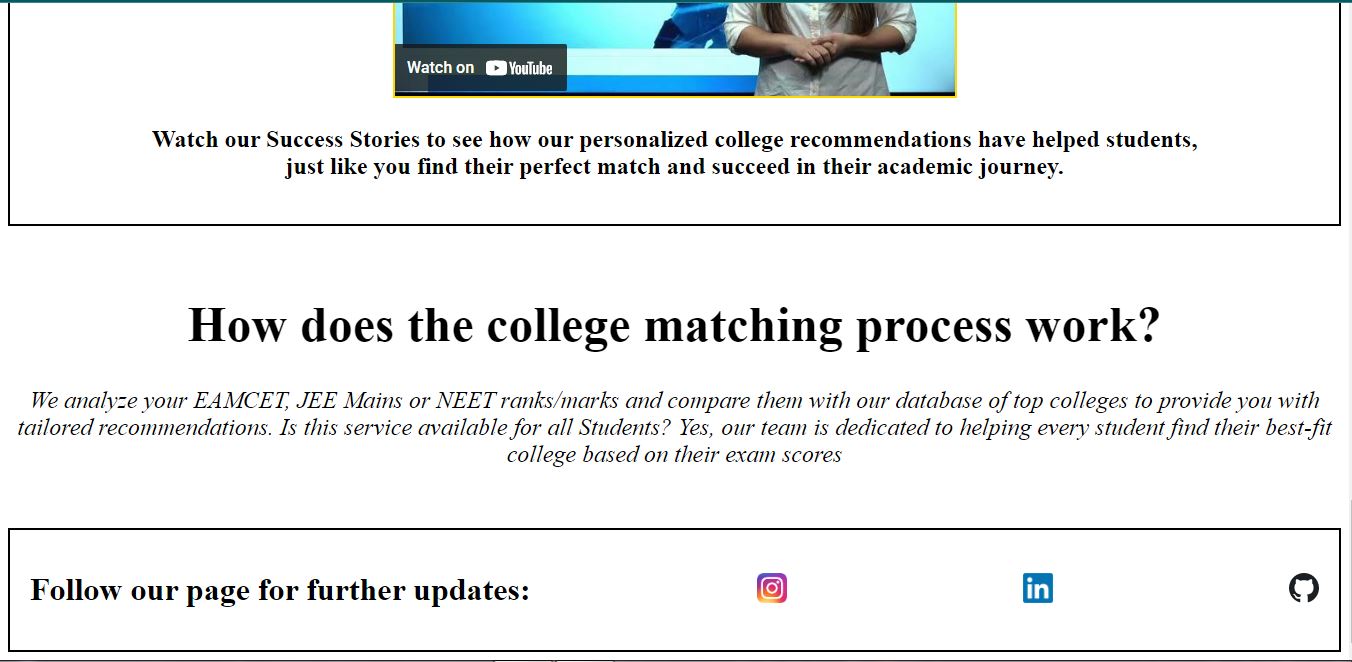 Watch on YouTube
Watch our Success Stories to see how our personalized college recommendations have helped students,
just like you find their perfect match and succeed in their academic journey.
How does the college matching process work?
We analyze your EAMCET, JEE Mains or NEET ranks/marks and compare them with our database of top colleges to provide you with
tailored recommendations. Is this service available for all Students? Yes, our team is dedicated to helping every student find their best-fit
college based on their exam scores
Follow our page for further updates:
in